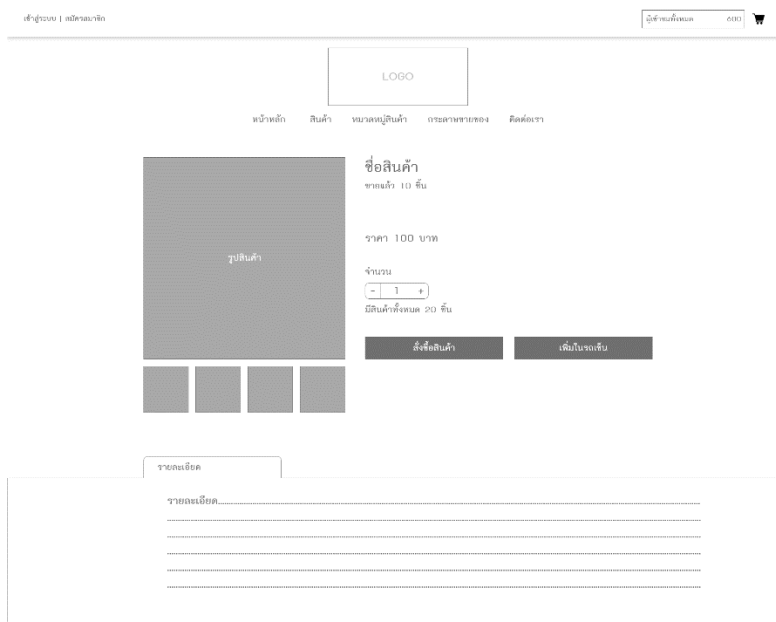 เข้าสู่ระบบ | สมัครสมาชิก
ผู้เข้าชมทั้งหมด 600
LOGO
หน้าหลัก สินค้า หมวดหมู่สินค้า กระดาษขายของ ติดต่อเรา
ชื่อสินค้า
ขายแล้ว 10 ชิ้น
รูปสินค้า
ราคา 100 บาท
จำนวน
- 1 +
มีสินค้าทั้งหมด 20 ชิ้น
สั่งซื้อสินค้า เพิ่มในรถเข็น
รายละเอียด
รายละเอียด